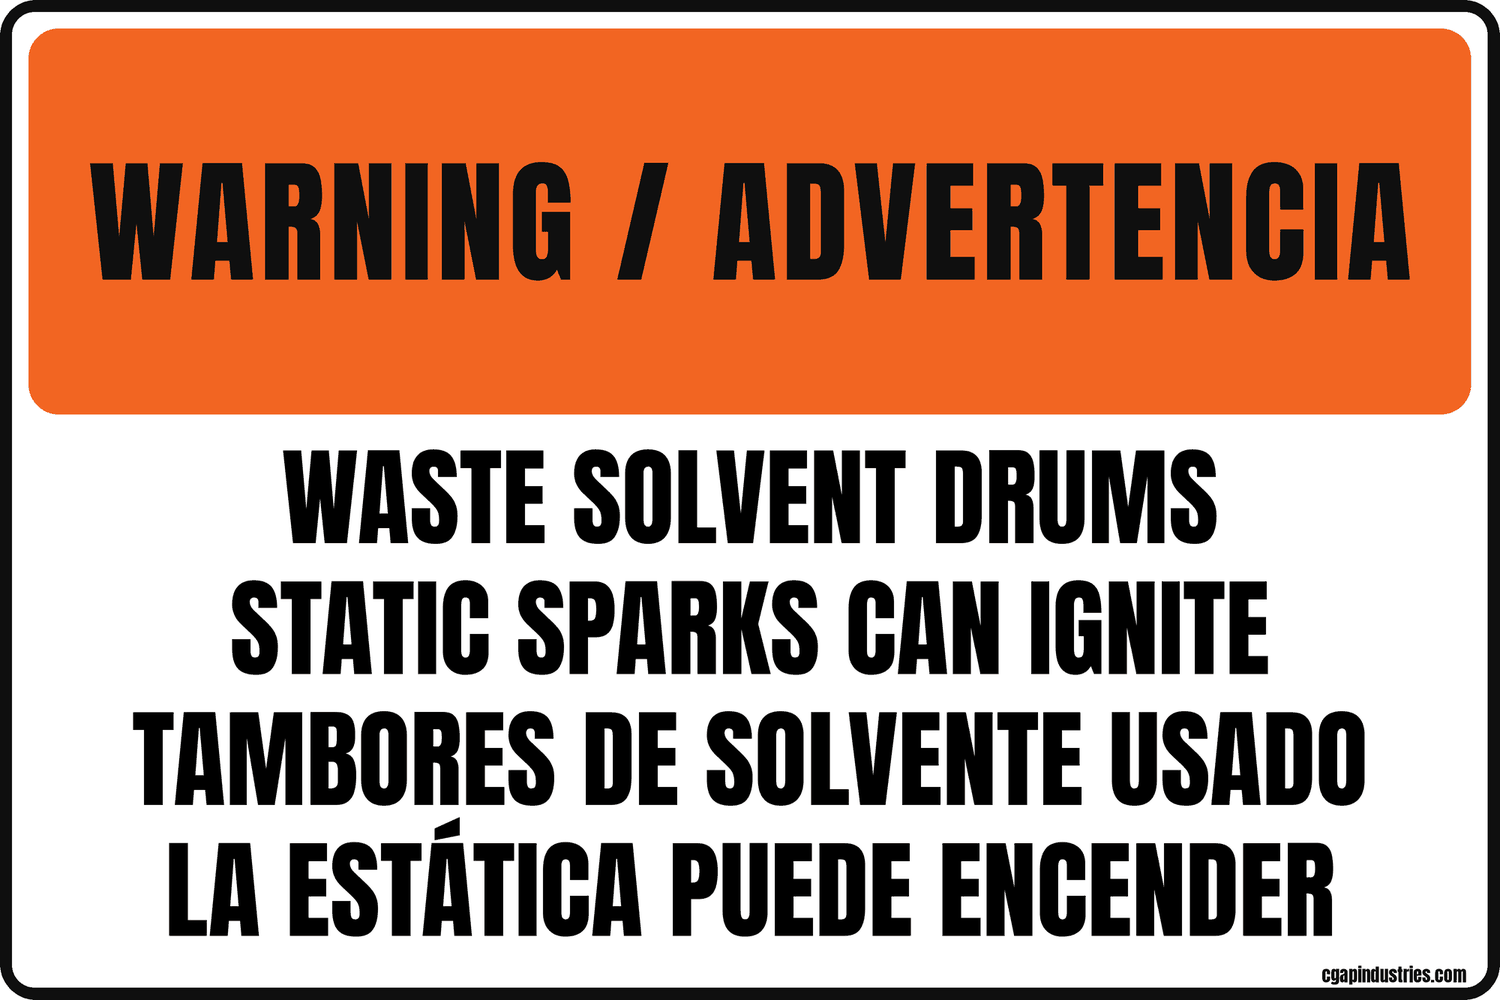 WARNING / ADVERTENCIA
WASTE SOLVENT DRUMS
STATIC SPARKS CAN IGNITE
TAMBORES DE SOLVENTE USADO
LA ESTÁTICA PUEDE ENCENDER
cgapindustries.com